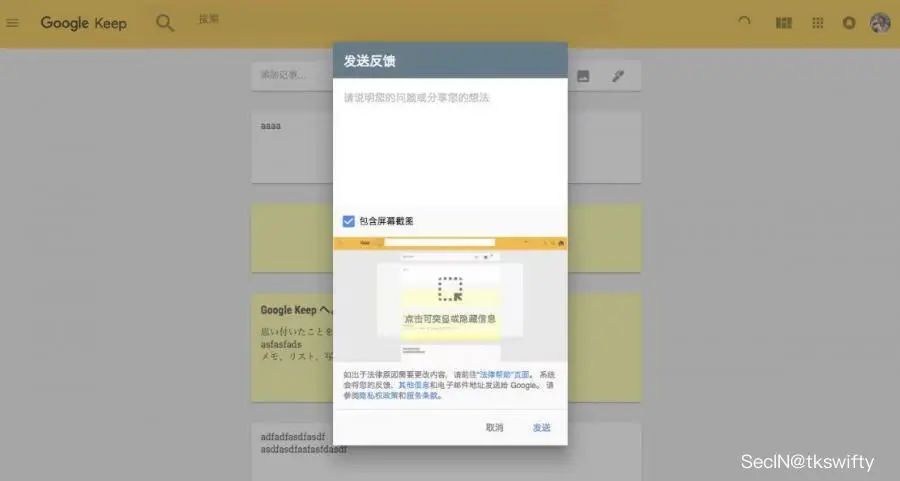 Google Keep
搜索
发送反馈
添加记事...
请说明您的问题或分享您的想法
aaaa
包含屏幕截图
Keep
点击可突显或隐藏信息
Google Keep へ
思い付いたことを
asfasfads
メモ、リスト、写
如出于法律原因需要更改内容，请前往“法律帮助”页面。 系统
会将您的反馈、其他信息和电子邮件地址发送给 Google。 请
参阅隐私权政策和服务条款。
取消
发送
adfadfasdfasdf
asdfasdfasfasfdasdf
SecIN@tkswifty